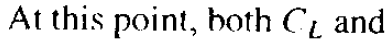 At this point, both C_L and